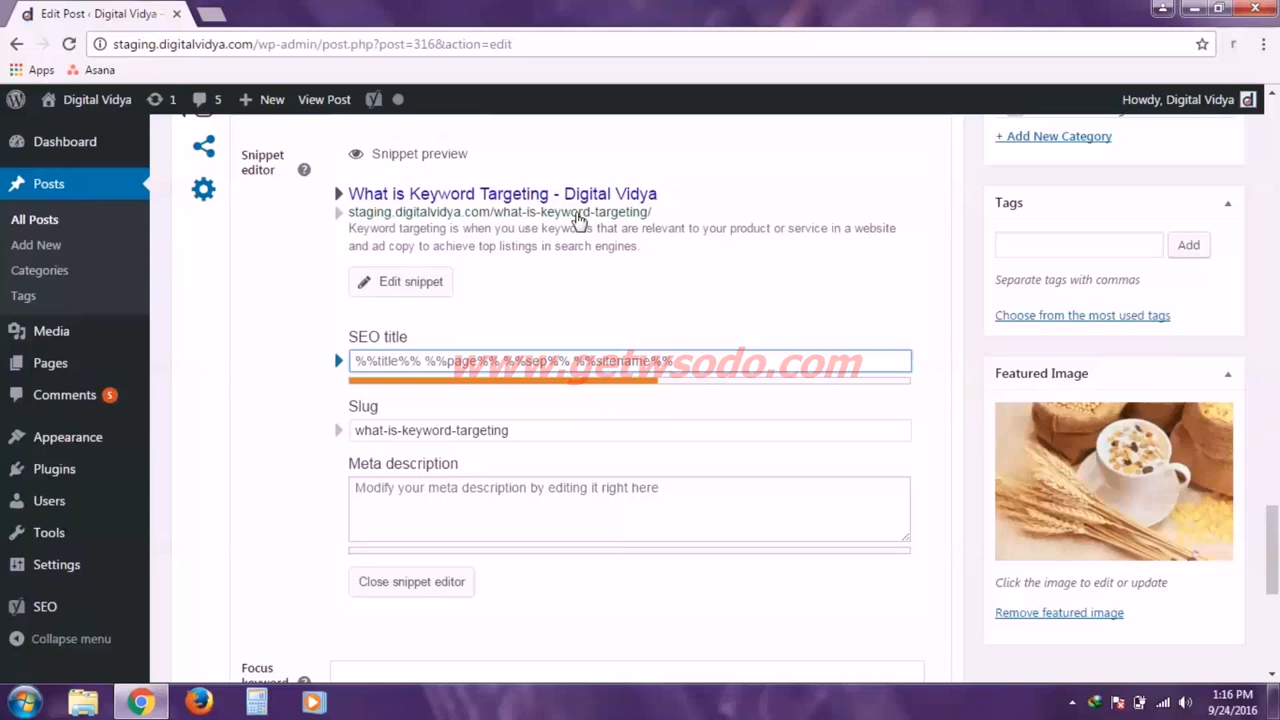 Edit Post ‹ Digital Vidya –
staging.digitalvidya.com/wp-admin/post.php?post=316&action=edit
r
Apps
Asana
Digital Vidya
1
5
New
View Post
Howdy, Digital Vidya
Dashboard
Posts
All Posts
Add New
Categories
Tags
Media
Pages
Comments 5
Appearance
Plugins
Users
Tools
Settings
SEO
Collapse menu
Snippet
editor
?
Snippet preview
What is Keyword Targeting - Digital Vidya
staging.digitalvidya.com/what-is-keyword-targeting/
Keyword targeting is when you use keywords that are relevant to your product or service in a website
and ad copy to achieve top listings in search engines.
Edit snippet
SEO title
%%title%% %%page%% %%sep%% %%sitename%%
www.getwsodo.com
Slug
what-is-keyword-targeting
Meta description
Modify your meta description by editing it right here
Close snippet editor
Focus
+ Add New Category
Tags
Add
Separate tags with commas
Choose from the most used tags
Featured Image
Click the image to edit or update
Remove featured image
1:16 PM
9/24/2016